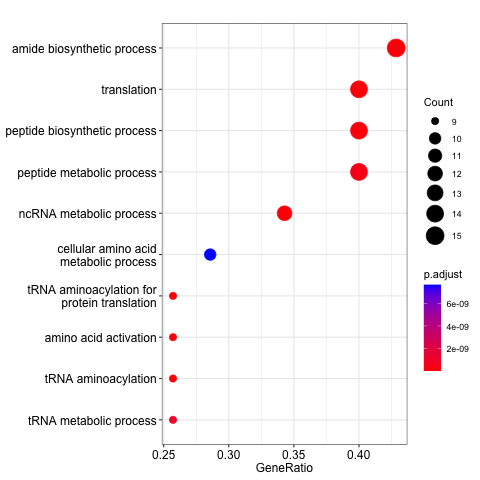 amide biosynthetic process
translation
peptide biosynthetic process
peptide metabolic process
ncRNA metabolic process
cellular amino acid
metabolic process
tRNA aminoacylation for
protein translation
amino acid activation
tRNA aminoacylation
tRNA metabolic process
0.25
0.30
0.35
0.40
GeneRatio
Count
9
10
11
12
13
14
15
p.adjust
6e-09
4e-09
2e-09